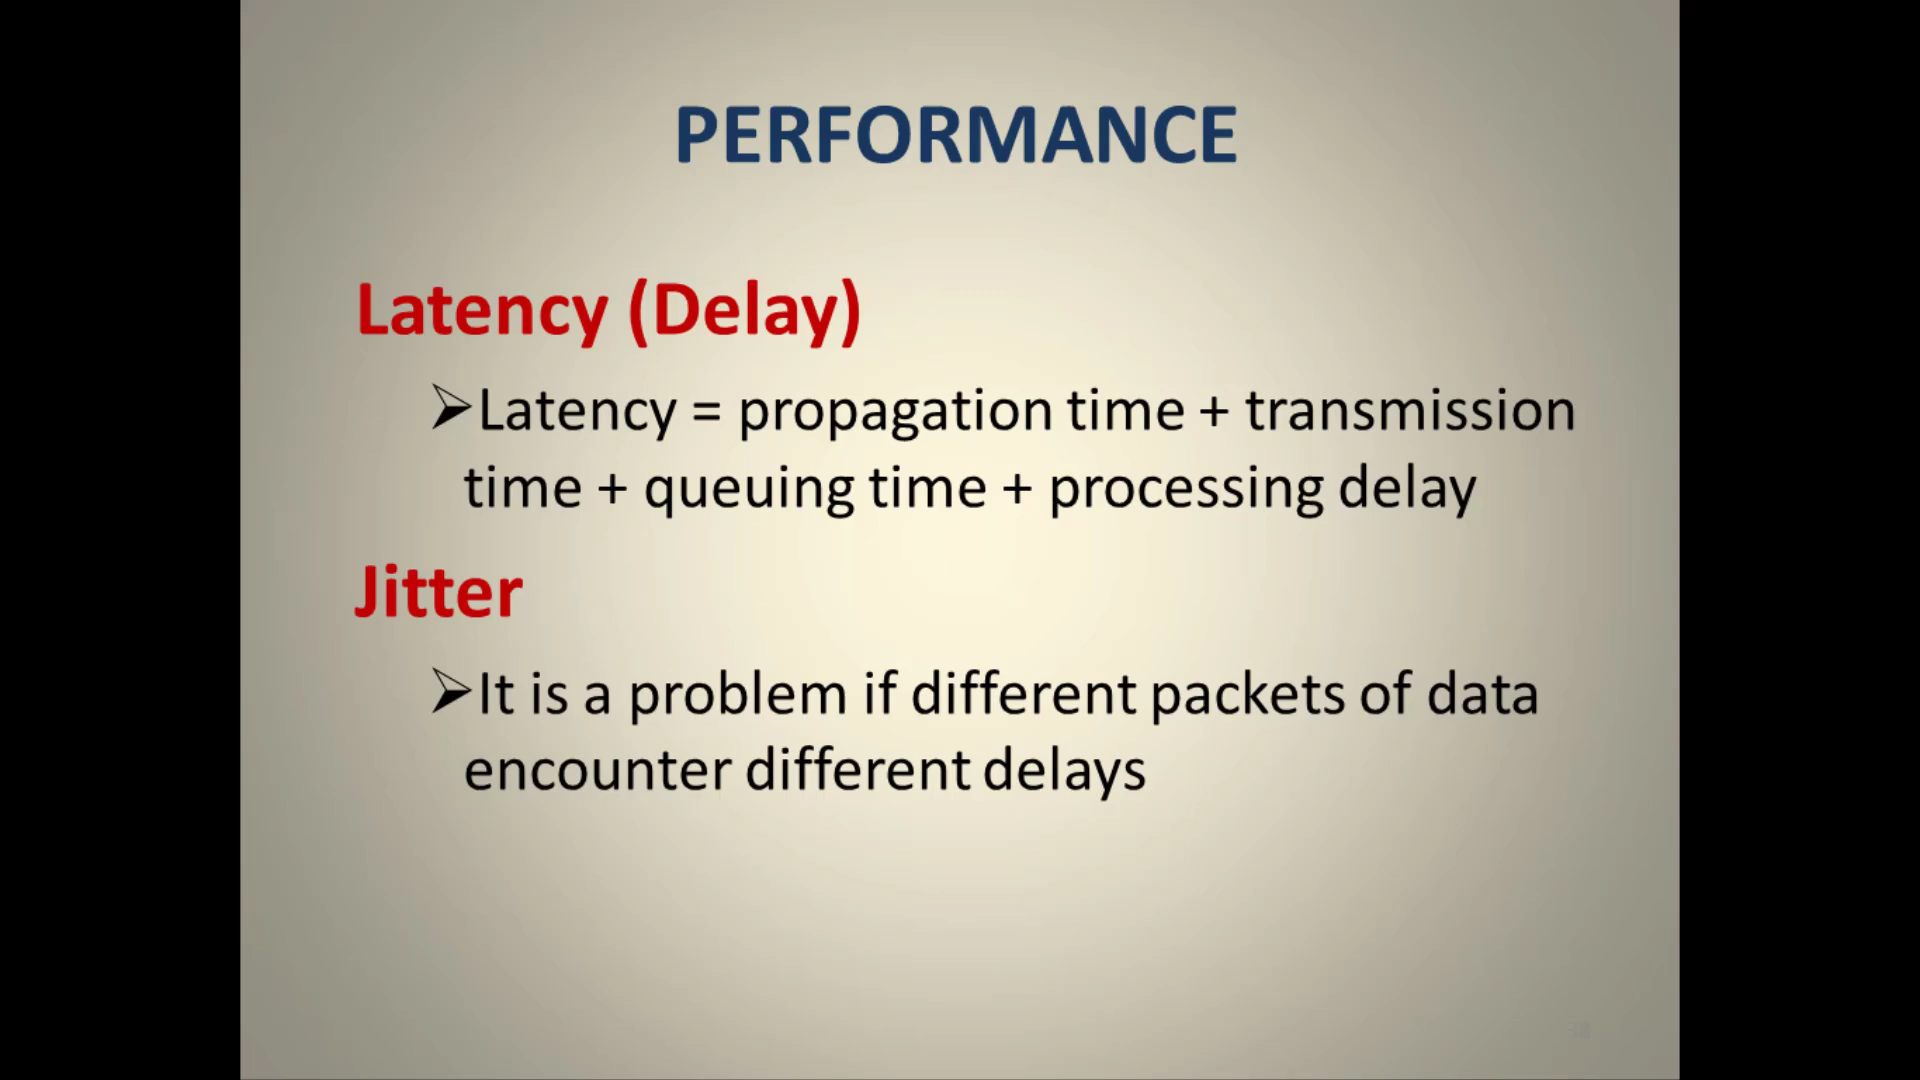 PERFORMANCE
Latency (Delay)
➢Latency = propagation time + transmission
time + queuing time + processing delay
Jitter
➢It is a problem if different packets of data
encounter different delays